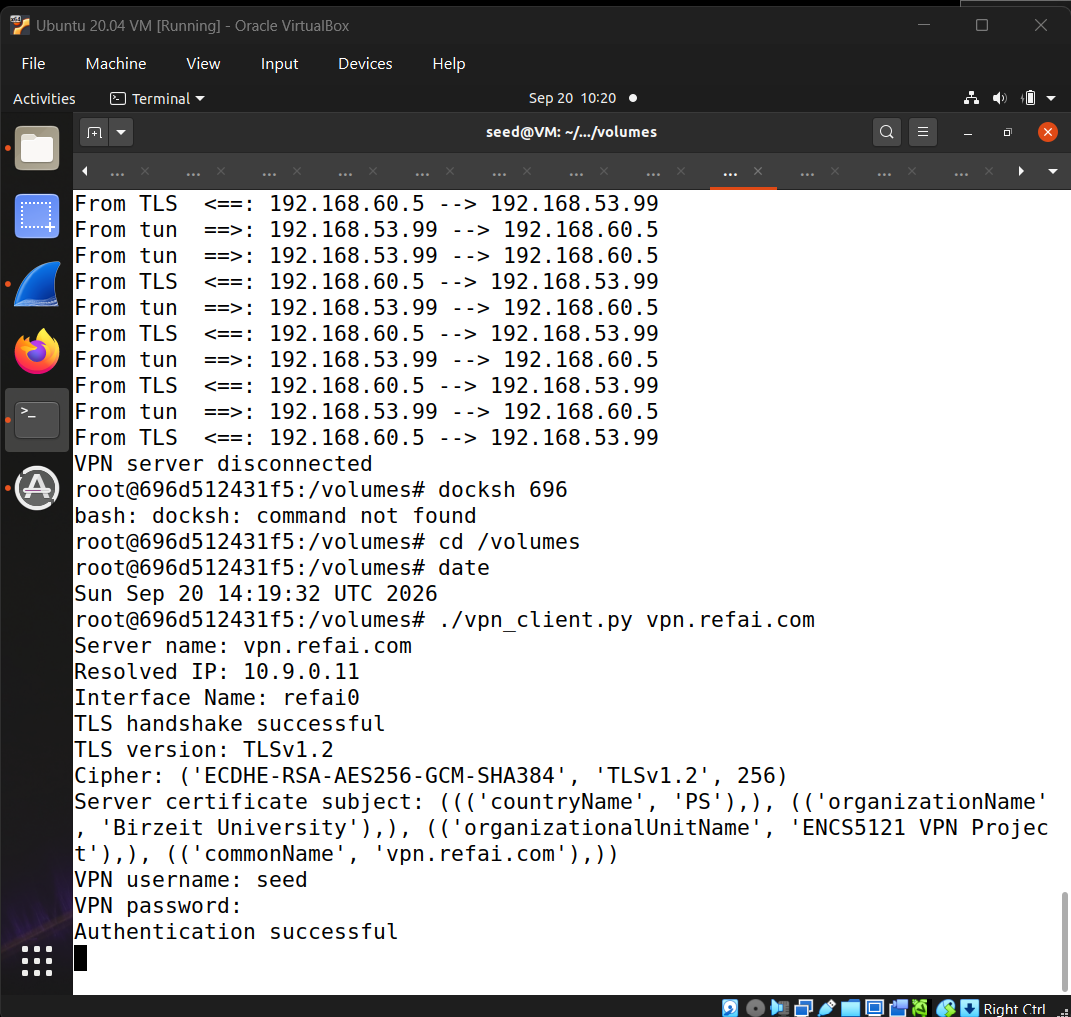 Ubuntu 20.04 VM [Running] - Oracle VirtualBox
File Machine View Input Devices Help
Activities Terminal Sep 20 10:20
seed@VM: ~/.../volumes
... ... ... ... ... ... ... ... ... ... ... ...
From TLS  <==: 192.168.60.5 --> 192.168.53.99
From tun  ==>: 192.168.53.99 --> 192.168.60.5
From tun  ==>: 192.168.53.99 --> 192.168.60.5
From TLS  <==: 192.168.60.5 --> 192.168.53.99
From tun  ==>: 192.168.53.99 --> 192.168.60.5
From TLS  <==: 192.168.60.5 --> 192.168.53.99
From tun  ==>: 192.168.53.99 --> 192.168.60.5
From TLS  <==: 192.168.60.5 --> 192.168.53.99
From tun  ==>: 192.168.53.99 --> 192.168.60.5
From TLS  <==: 192.168.60.5 --> 192.168.53.99
VPN server disconnected
root@696d512431f5:/volumes# docksh 696
bash: docksh: command not found
root@696d512431f5:/volumes# cd /volumes
root@696d512431f5:/volumes# date
Sun Sep 20 14:19:32 UTC 2026
root@696d512431f5:/volumes# ./vpn_client.py vpn.refai.com
Server name: vpn.refai.com
Resolved IP: 10.9.0.11
Interface Name: refai0
TLS handshake successful
TLS version: TLSv1.2
Cipher: ('ECDHE-RSA-AES256-GCM-SHA384', 'TLSv1.2', 256)
Server certificate subject: ((('countryName', 'PS'),), (('organizationName'
, 'Birzeit University'),), (('organizationalUnitName', 'ENCS5121 VPN Projec
t'),), (('commonName', 'vpn.refai.com'),))
VPN username: seed
VPN password:
Authentication successful
Right Ctrl